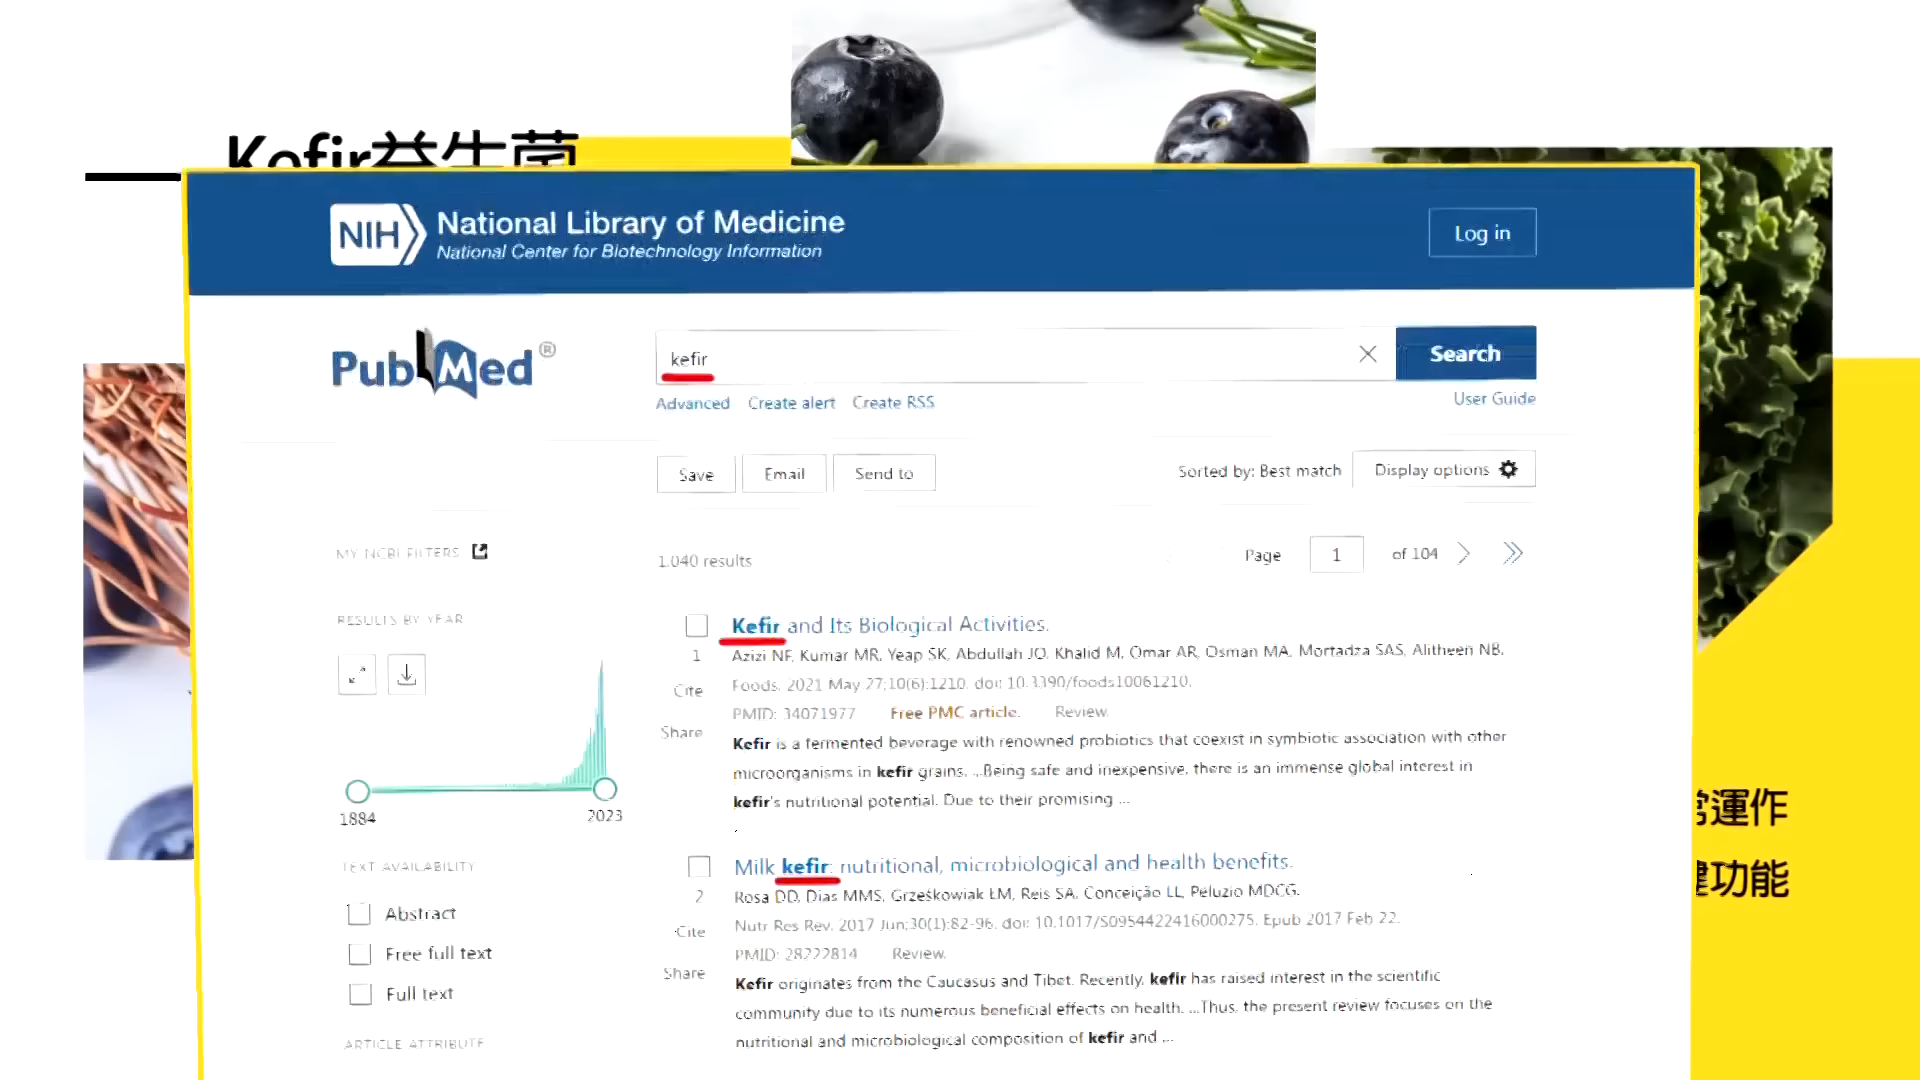 Kefir益生菌
NIH National Library of Medicine
National Center for Biotechnology Information
Log in
PubMed®
kefir
Search
Advanced Create alert Create RSS
User Guide
Save Email Send to
Sorted by: Best match Display options
MY NCBI FILTERS
1,040 results
Page 1 of 104
RESULTS BY YEAR
1884 2023
TEXT AVAILABILITY
Abstract
Free full text
Full text
ARTICLE ATTRIBUTE
Kefir and Its Biological Activities.
1
Azizi NF, Kumar MR, Yeap SK, Abdullah JO, Khalid M, Omar AR, Osman MA, Mortadza SAS, Alitheen NB.
Cite
Foods. 2021 May 27;10(6):1210. doi: 10.3390/foods10061210.
PMID: 34071977 Free PMC article. Review.
Share
Kefir is a fermented beverage with renowned probiotics that coexist in symbiotic association with other
microorganisms in kefir grains. ...Being safe and inexpensive, there is an immense global interest in
kefir's nutritional potential. Due to their promising ...
Milk kefir: nutritional, microbiological and health benefits.
2
Rosa DD, Dias MMS, Grześkowiak ŁM, Reis SA, Conceição LL, Peluzio MDCG.
Cite
Nutr Res Rev. 2017 Jun;30(1):82-96. doi: 10.1017/S0954422416000275. Epub 2017 Feb 22.
PMID: 28222814 Review.
Share
Kefir originates from the Caucasus and Tibet. Recently, kefir has raised interest in the scientific
community due to its numerous beneficial effects on health. ...Thus, the present review focuses on the
nutritional and microbiological composition of kefir and ...
常運作
功能